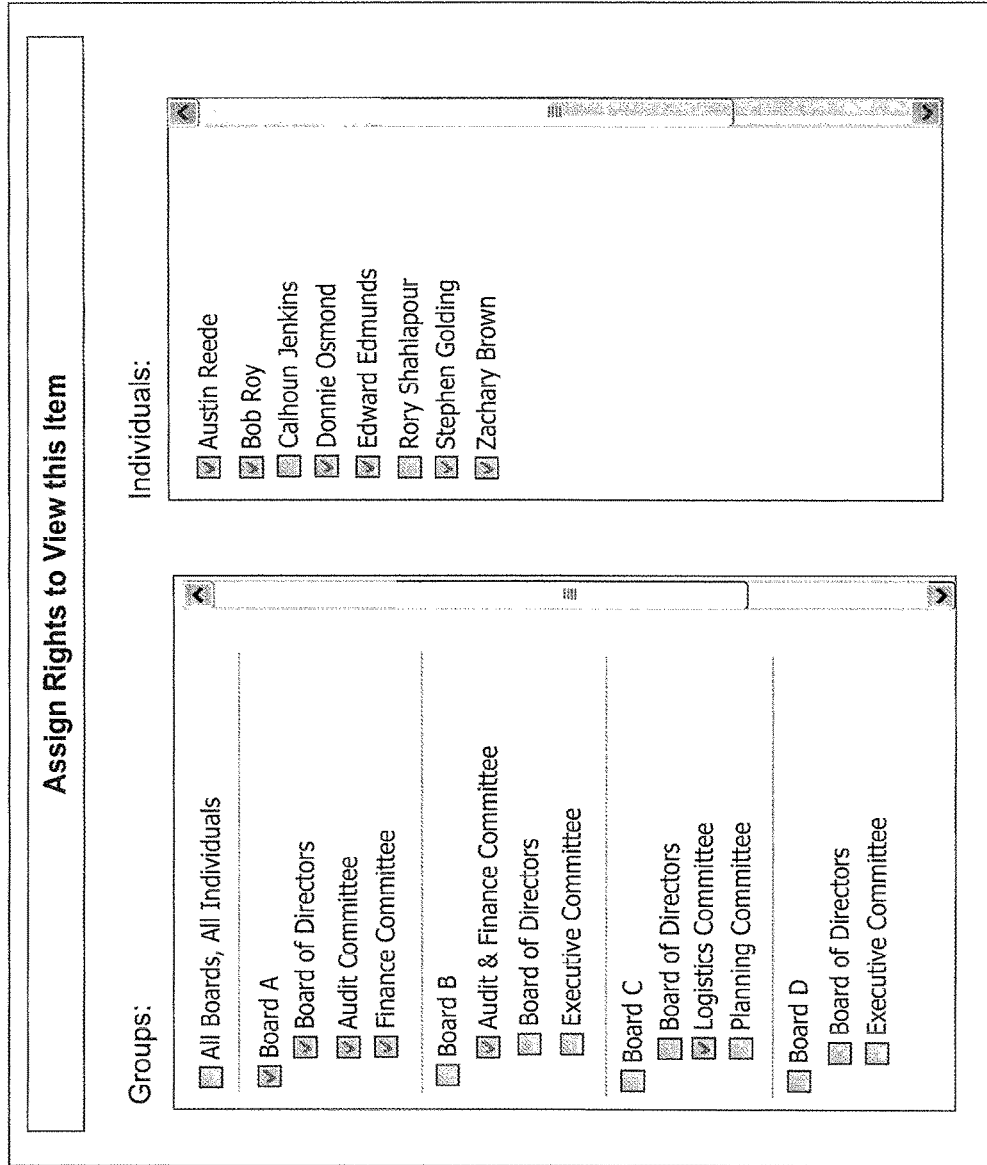 Assign Rights to View this Item
Groups:
All Boards, All Individuals
Board A
Board of Directors
Audit Committee
Finance Committee
Board B
Audit & Finance Committee
Board of Directors
Executive Committee
Board C
Board of Directors
Logistics Committee
Planning Committee
Board D
Board of Directors
Executive Committee
Individuals:
Austin Reede
Bob Roy
Calhoun Jenkins
Donnie Osmond
Edward Edmunds
Rory Shahlapour
Stephen Golding
Zachary Brown